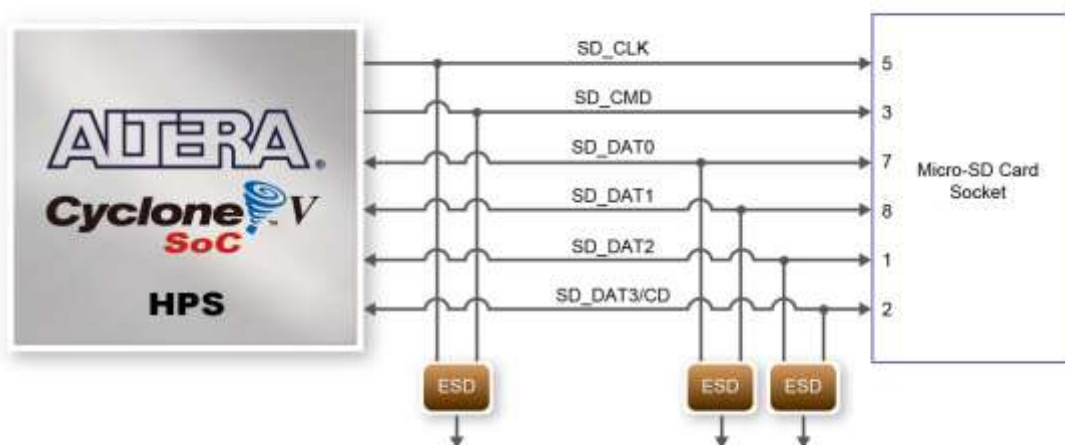 SD_CLK
5
SD_CMD
3
ALTERA®
SD_DAT0
7
Micro-SD Card
Socket
Cyclone™ V
SoC
SD_DAT1
8
SD_DAT2
1
HPS
SD_DAT3/CD
2
ESD
ESD
ESD